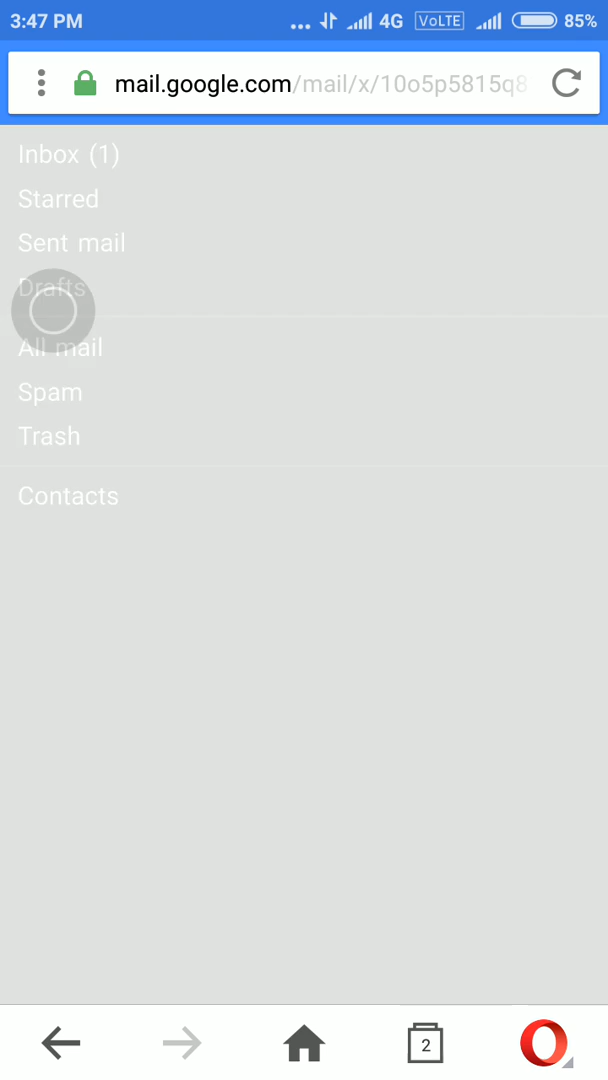 3:47 PM ... 4G VoLTE 85%
mail.google.com/mail/x/10o5p5815q8
Inbox (1)
Starred
Sent mail
Drafts
All mail
Spam
Trash
Contacts
2